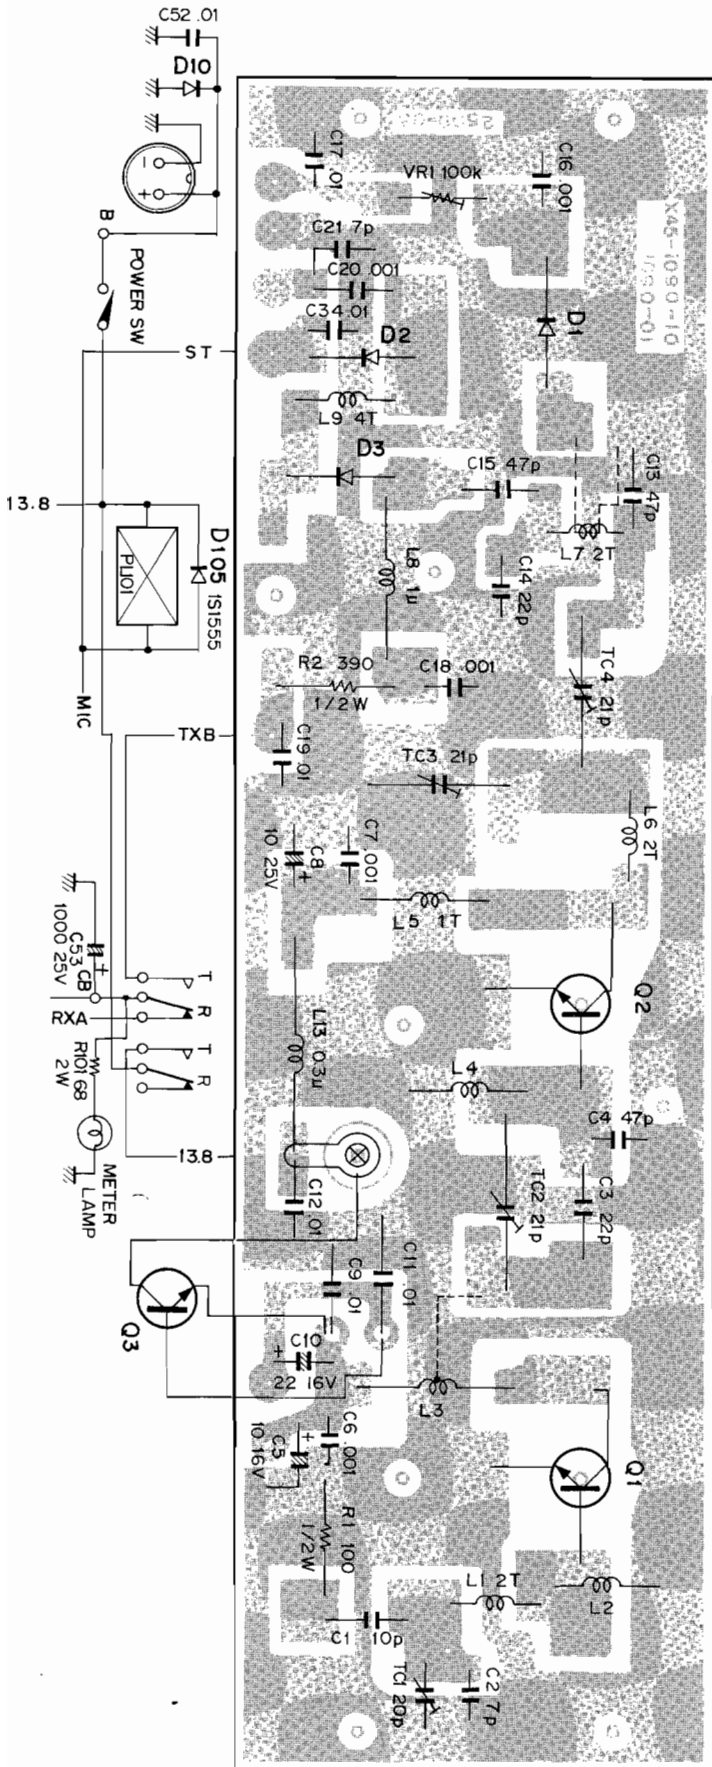 C52 .01
D10
C17 .01
VR1 100k
C16 .001
X45-1090-10
C21 7p
C20 .001
B
POWER SW
C34 .01
D2
D1
ST
L9 4T
D3
C15 47p
C13 47p
13.8
D105 1S1555
L7 2T
L8 1μ
C14 22p
R2 390
1/2 W
C18 .001
TC4 21p
MIC
TXB
C19 .01
TC3 21p
C8
10 25V
C7 .001
L6 2T
L5 1T
C53 CB
1000 25V
T
R
RXA
Q2
L13 0.3μ
R101 68
2W
T
R
L4
C4 47p
METER
LAMP
13.8
TC2 21p
C3 22p
C12 .01
Q3
C9 .01
C11 .01
C10
22 16V
L3
C5
10 16V
C6 .001
Q1
R1 100
1/2W
L1 2T
L2
C1 10p
TC1 20p
C2 7p